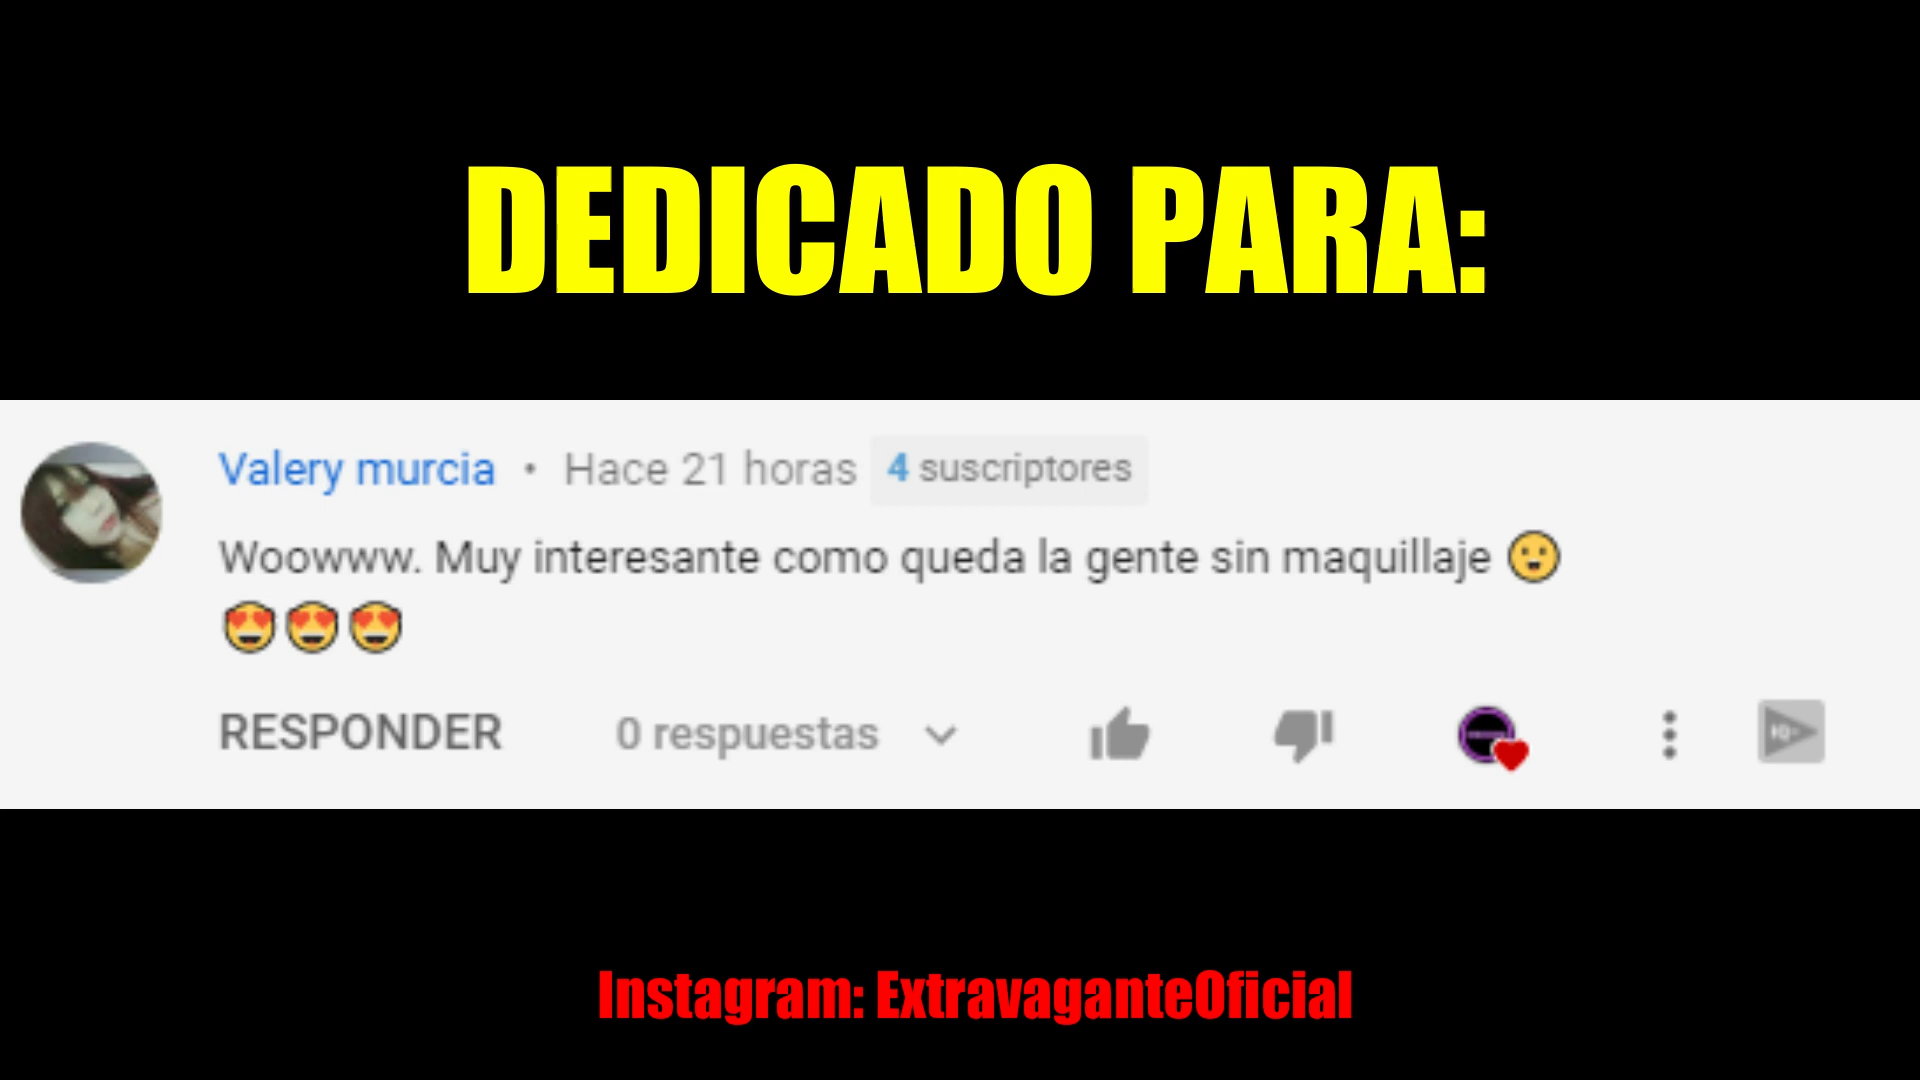 DEDICADO PARA:
Valery murcia • Hace 21 horas 4 suscriptores
Woowww. Muy interesante como queda la gente sin maquillaje 😮
😍😍😍
RESPONDER 0 respuestas
Instagram: ExtravaganteOficial